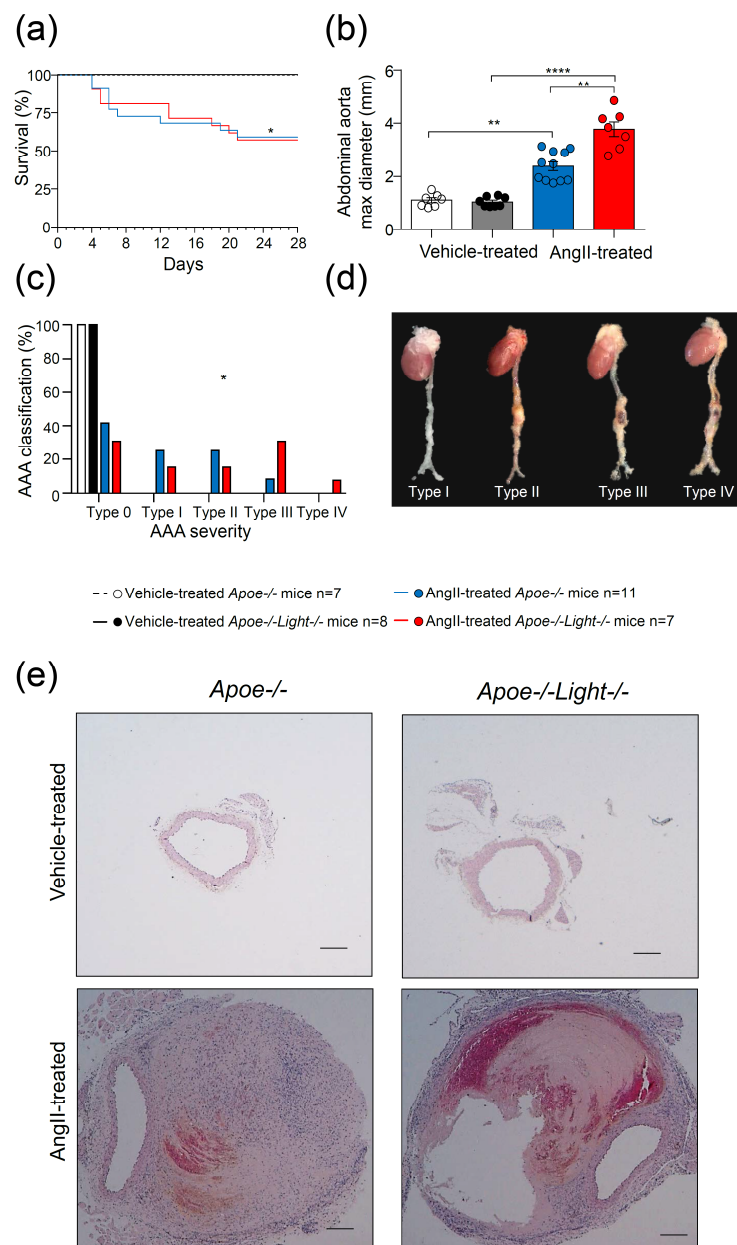 (a)
100
75
50
25
0
Survival (%)
*
0 4 8 12 16 20 24 28
Days
(b)
6
4
2
0
Abdominal aorta
max diameter (mm)
****
**
**
Vehicle-treated AngII-treated
(c)
100
80
60
40
20
0
AAA classification (%)
*
Type 0 Type I Type II Type III Type IV
AAA severity
(d)
Type I Type II Type III Type IV
Vehicle-treated Apoe-/- mice n=7
AngII-treated Apoe-/- mice n=11
Vehicle-treated Apoe-/-Light-/- mice n=8
AngII-treated Apoe-/-Light-/- mice n=7
(e)
Apoe-/- Apoe-/-Light-/-
Vehicle-treated
AngII-treated